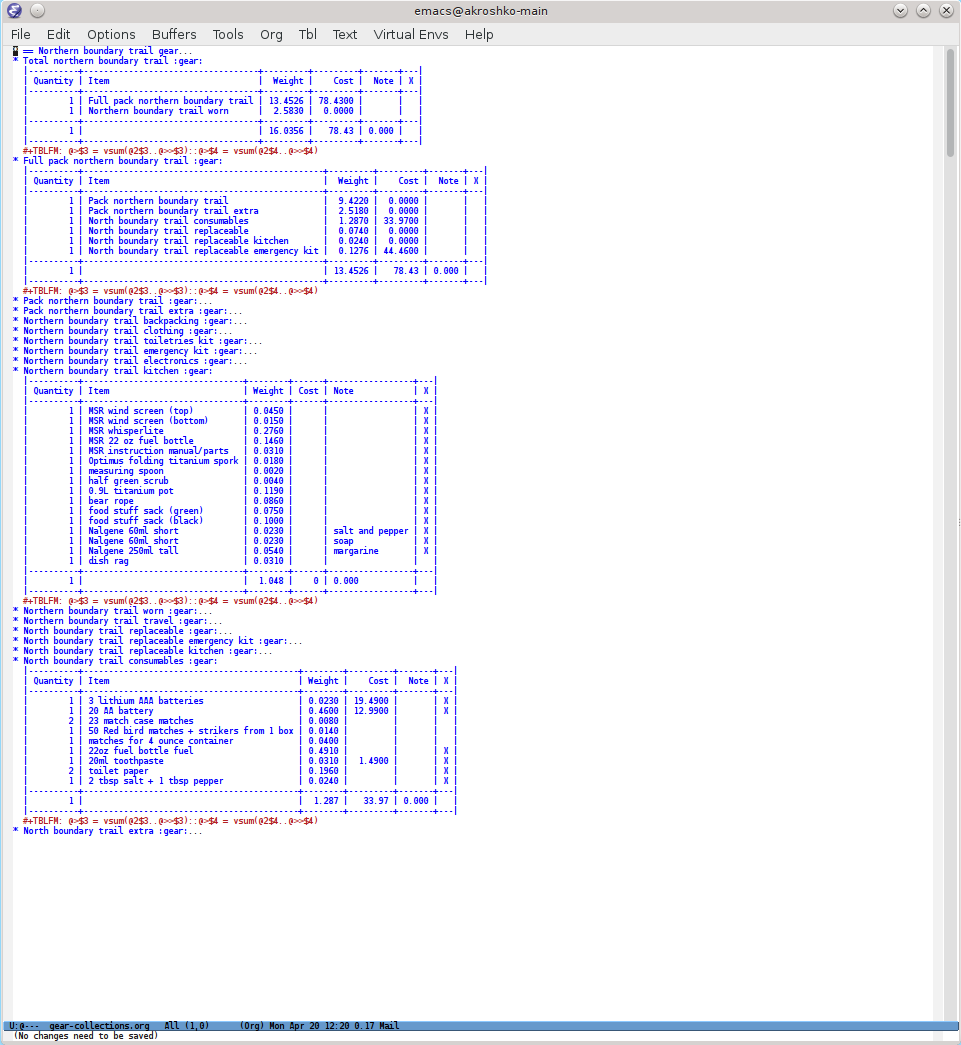 emacs@akroshko-main
File Edit Options Buffers Tools Org Tbl Text Virtual Envs Help
* == Northern boundary trail gear...
* Total northern boundary trail :gear:
|----------+-----------------------------------+---------+---------+-------+---|
| Quantity | Item | Weight | Cost | Note | X |
|----------+-----------------------------------+---------+---------+-------+---|
| 1 | Full pack northern boundary trail | 13.4526 | 78.4300 | | |
| 1 | Northern boundary trail worn | 2.5830 | 0.0000 | | |
|----------+-----------------------------------+---------+---------+-------+---|
| 1 | | 16.0356 | 78.43 | 0.000 | |
|----------+-----------------------------------+---------+---------+-------+---|
#+TBLFM: @>$3 = vsum(@2$3..@>>$3)::@>$4 = vsum(@2$4..@>>$4)
* Full pack northern boundary trail :gear:
|----------+------------------------------------------------+---------+---------+-------+---|
| Quantity | Item | Weight | Cost | Note | X |
|----------+------------------------------------------------+---------+---------+-------+---|
| 1 | Pack northern boundary trail | 9.4220 | 0.0000 | | |
| 1 | Pack northern boundary trail extra | 2.5180 | 0.0000 | | |
| 1 | North boundary trail consumables | 1.2870 | 33.9700 | | |
| 1 | North boundary trail replaceable | 0.0740 | 0.0000 | | |
| 1 | North boundary trail replaceable kitchen | 0.0240 | 0.0000 | | |
| 1 | North boundary trail replaceable emergency kit | 0.1276 | 44.4600 | | |
|----------+------------------------------------------------+---------+---------+-------+---|
| 1 | | 13.4526 | 78.43 | 0.000 | |
|----------+------------------------------------------------+---------+---------+-------+---|
#+TBLFM: @>$3 = vsum(@2$3..@>>$3)::@>$4 = vsum(@2$4..@>>$4)
* Pack northern boundary trail :gear:...
* Pack northern boundary trail extra :gear:...
* Northern boundary trail backpacking :gear:...
* Northern boundary trail clothing :gear:...
* Northern boundary trail toiletries kit :gear:...
* Northern boundary trail emergency kit :gear:...
* Northern boundary trail electronics :gear:...
* Northern boundary trail kitchen :gear:
|----------+--------------------------------+--------+------+-----------------+---|
| Quantity | Item | Weight | Cost | Note | X |
|----------+--------------------------------+--------+------+-----------------+---|
| 1 | MSR wind screen (top) | 0.0450 | | | X |
| 1 | MSR wind screen (bottom) | 0.0150 | | | X |
| 1 | MSR whisperlite | 0.2760 | | | X |
| 1 | MSR 22 oz fuel bottle | 0.1460 | | | X |
| 1 | MSR instruction manual/parts | 0.0310 | | | X |
| 1 | Optimus folding titanium spork | 0.0180 | | | X |
| 1 | measuring spoon | 0.0020 | | | X |
| 1 | half green scrub | 0.0040 | | | X |
| 1 | 0.9L titanium pot | 0.1190 | | | X |
| 1 | bear rope | 0.0860 | | | X |
| 1 | food stuff sack (green) | 0.0750 | | | X |
| 1 | food stuff sack (black) | 0.1000 | | | X |
| 1 | Nalgene 60ml short | 0.0230 | | salt and pepper | X |
| 1 | Nalgene 60ml short | 0.0230 | | soap | X |
| 1 | Nalgene 250ml tall | 0.0540 | | margarine | X |
| 1 | dish rag | 0.0310 | | | |
|----------+--------------------------------+--------+------+-----------------+---|
| 1 | | 1.048 | 0 | 0.000 | |
|----------+--------------------------------+--------+------+-----------------+---|
#+TBLFM: @>$3 = vsum(@2$3..@>>$3)::@>$4 = vsum(@2$4..@>>$4)
* Northern boundary trail worn :gear:...
* Northern boundary trail travel :gear:...
* North boundary trail replaceable :gear:...
* North boundary trail replaceable emergency kit :gear:...
* North boundary trail replaceable kitchen :gear:...
* North boundary trail consumables :gear:
|----------+-------------------------------------------+--------+---------+-------+---|
| Quantity | Item | Weight | Cost | Note | X |
|----------+-------------------------------------------+--------+---------+-------+---|
| 1 | 3 lithium AAA batteries | 0.0230 | 19.4900 | | X |
| 1 | 20 AA battery | 0.4600 | 12.9900 | | X |
| 2 | 23 match case matches | 0.0080 | | | |
| 1 | 50 Red bird matches + strikers from 1 box | 0.0140 | | | |
| 1 | matches for 4 ounce container | 0.0400 | | | |
| 1 | 22oz fuel bottle fuel | 0.4910 | | | X |
| 1 | 20ml toothpaste | 0.0310 | 1.4900 | | X |
| 2 | toilet paper | 0.1960 | | | X |
| 1 | 2 tbsp salt + 1 tbsp pepper | 0.0240 | | | X |
|----------+-------------------------------------------+--------+---------+-------+---|
| 1 | | 1.287 | 33.97 | 0.000 | |
|----------+-------------------------------------------+--------+---------+-------+---|
#+TBLFM: @>$3 = vsum(@2$3..@>>$3)::@>$4 = vsum(@2$4..@>>$4)
* North boundary trail extra :gear:...
U:@--- gear-collections.org All (1,0) (Org) Mon Apr 20 12:20 0.17 Mail
(No changes need to be saved)